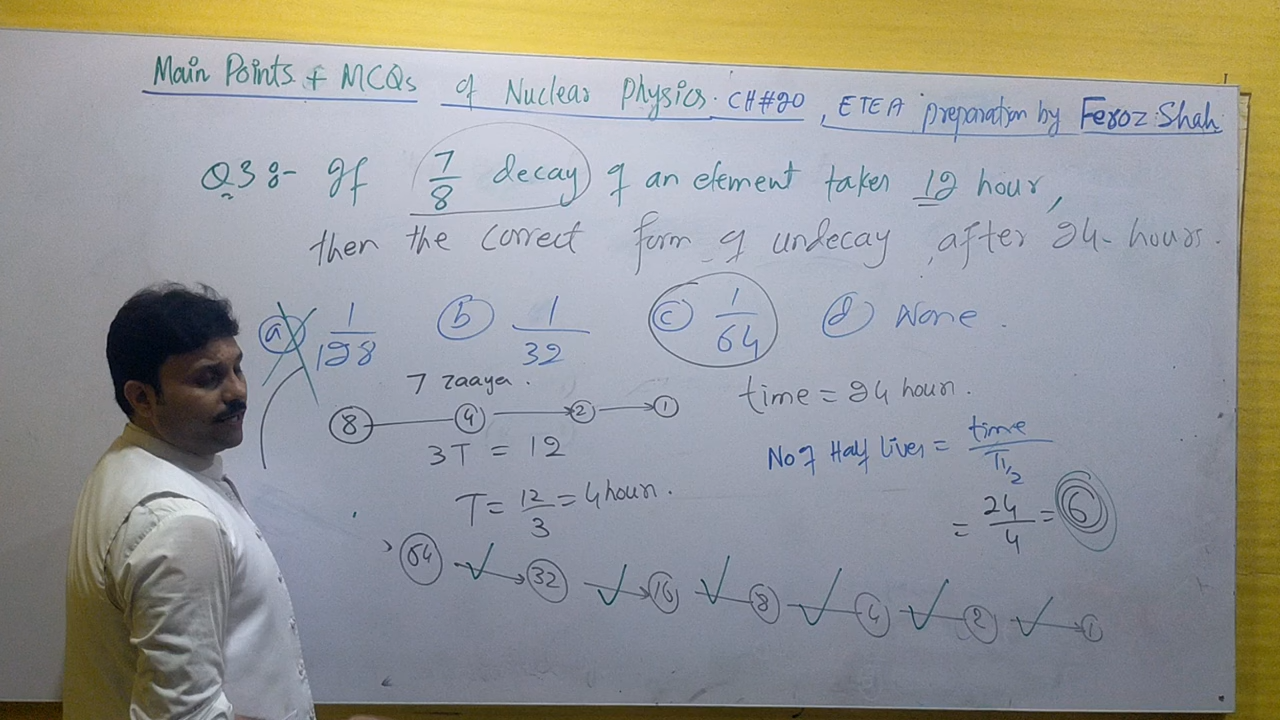 Main Points + MCQs of Nuclear Physics. CH#20, ETEA preparation by Feroz Shah
Q3:- If 7/8 decay of an element takes 12 hour,
then the correct form of undecay after 24 hours.
(a) 1/128 (b) 1/32 (c) 1/64 (d) None.
7 zaaya.
8 4 2 1
3T = 12
T = 12/3 = 4 hour.
time = 24 hour.
No of Half Lives = time/T1/2
= 24/4 = 6
64 32 16 8 4 2 1